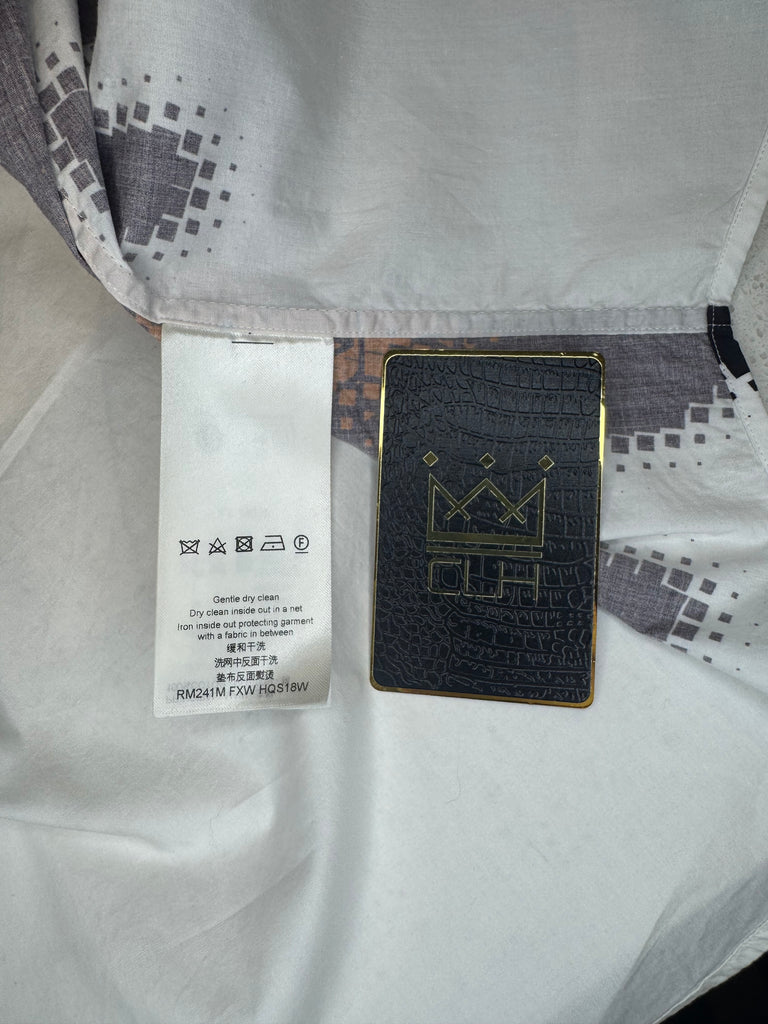 Gentle dry clean
Dry clean inside out in a net
Iron inside out protecting garment
with a fabric in between
缓和干洗
洗网中反面干洗
垫布反面熨烫
RM241M FXW HQS18W
F
CLH